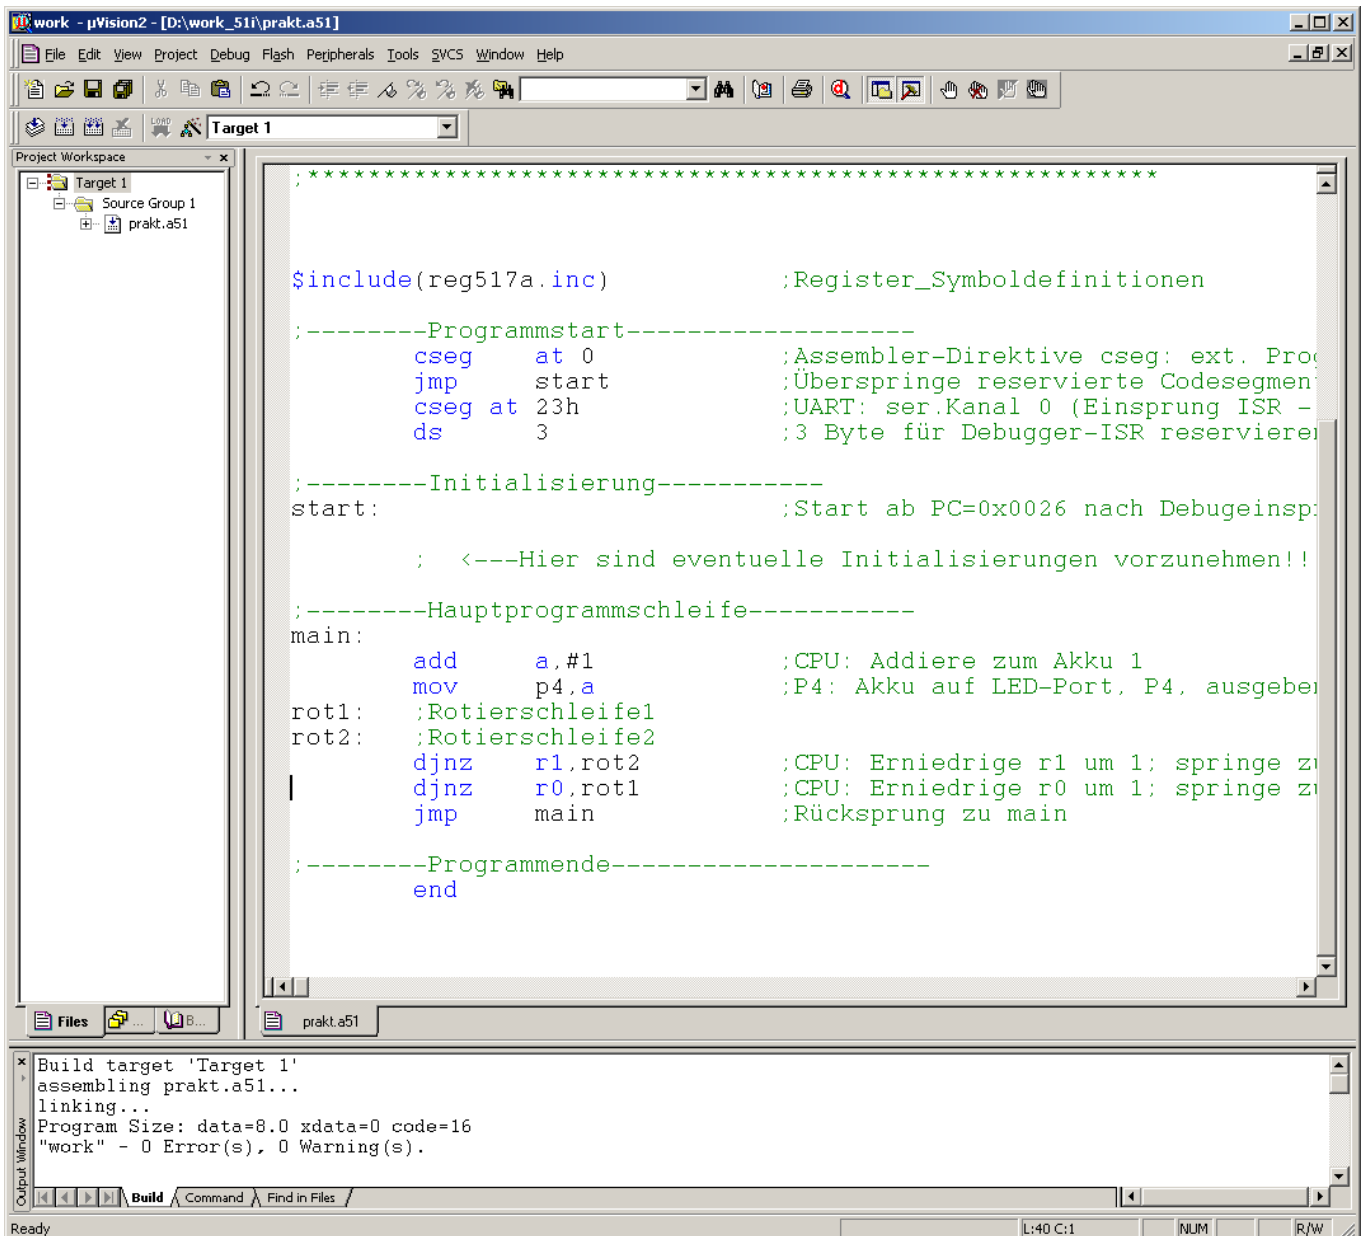 work - µVision2 - [D:\work_51i\prakt.a51]
File Edit View Project Debug Flash Peripherals Tools SVCS Window Help
LOAD Target 1
Project Workspace
Target 1
Source Group 1
prakt.a51
;********************************************************
$include(reg517a.inc) ;Register_Symboldefinitionen
;--------Programmstart-------------------
cseg at 0 ;Assembler-Direktive cseg: ext.
jmp start ;Überspringe reservierte
cseg at 23h ;UART: ser.Kanal 0 (Einsprung ISR -
ds 3 ;3 Byte für Debugger-ISR
;--------Initialisierung-----------
start: ;Start ab PC=0x0026 nach
; <---Hier sind eventuelle Initialisierungen vorzunehmen!!
;--------Hauptprogrammschleife-----------
main:
add a,#1 ;CPU: Addiere zum Akku 1
mov p4,a ;P4: Akku auf LED-Port, P4,
rot1: ;Rotierschleife1
rot2: ;Rotierschleife2
djnz r1,rot2 ;CPU: Erniedrige r1 um 1; springe
djnz r0,rot1 ;CPU: Erniedrige r0 um 1; springe
jmp main ;Rücksprung zu main
;--------Programmende---------------------
end
Files ... B...
prakt.a51
Build target 'Target 1'
assembling prakt.a51...
linking...
Program Size: data=8.0 xdata=0 code=16
"work" - 0 Error(s), 0 Warning(s).
Output Window
Build Command Find in Files
Ready L:40 C:1 NUM R/W